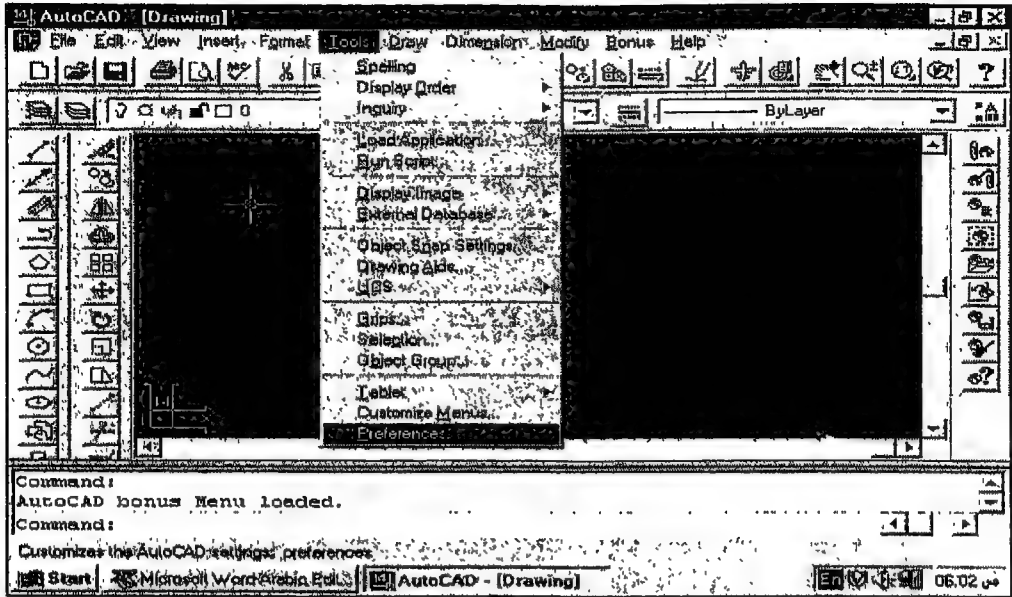 AutoCAD - [Drawing]
File Edit View Insert Format Tools Draw Dimension Modify Bonus Help
Spelling
Display Order
Inquiry
0
ByLayer
Load Application...
Run Script...
Display Image
External Database
Object Snap Settings...
Drawing Aids...
UCS
Grips...
Selection...
Object Group...
Tablet
Customize Menus...
Preferences...
Command:
AutoCAD bonus Menu loaded.
Command:
Customizes the AutoCAD settings: preferences
Start Microsoft Word Arabic Edit... AutoCAD - [Drawing] En 06:02 ص